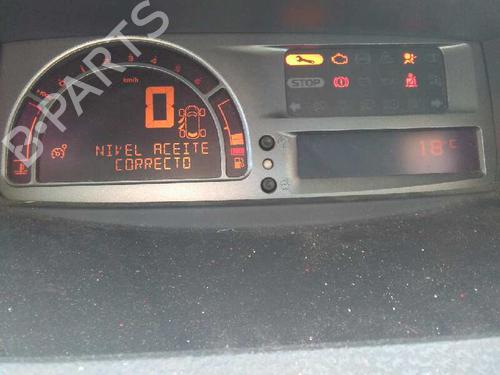 km/h
0
NIVEL ACEITE
CORRECTO
STOP
18°C
B-PARTS